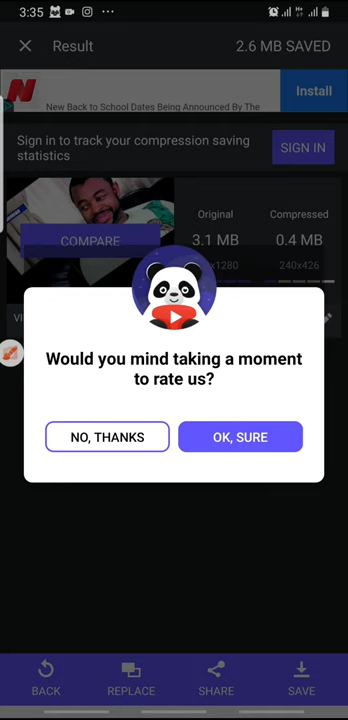 3:35
Result
2.6 MB SAVED
New Back to School Dates Being Announced By The
Install
Sign in to track your compression saving
statistics
SIGN IN
Original
Compressed
COMPARE
3.1 MB
0.4 MB
x1280
240x426
Would you mind taking a moment
to rate us?
NO, THANKS
OK, SURE
BACK
REPLACE
SHARE
SAVE